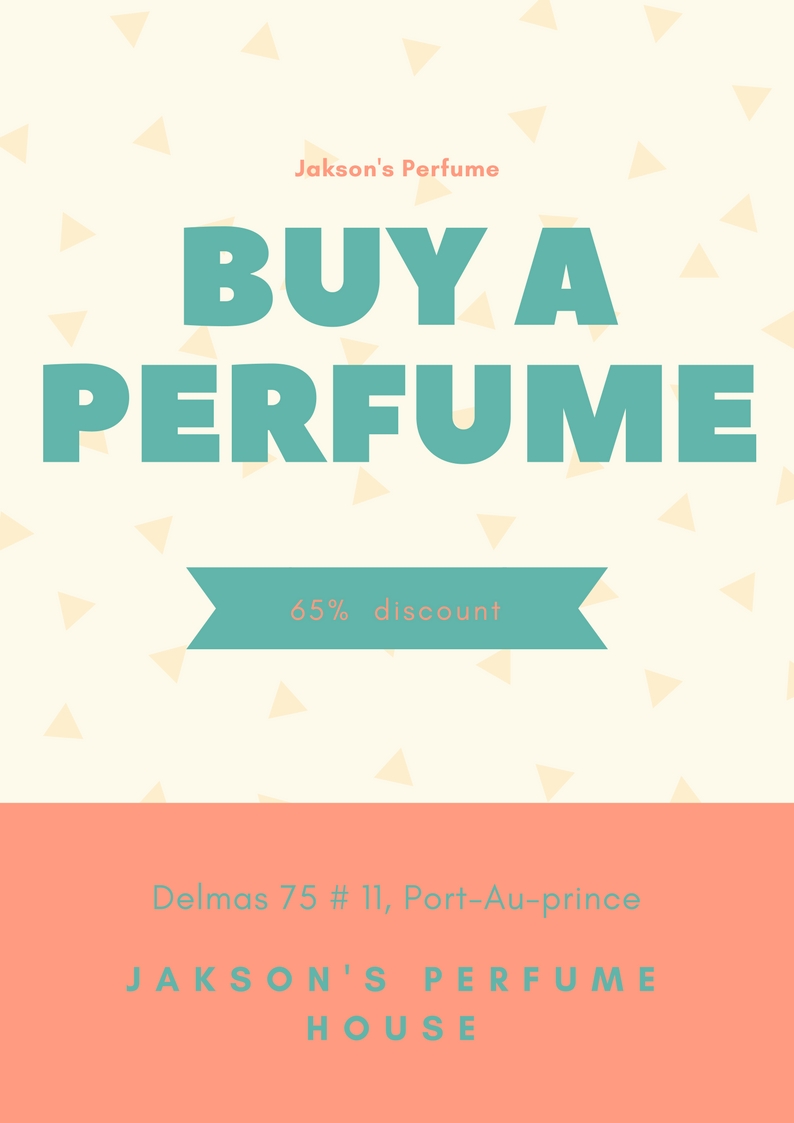 Jakson's Perfume
BUY A
PERFUME
65% discount
Delmas 75 # 11, Port-Au-prince
JAKSON'S PERFUME
HOUSE